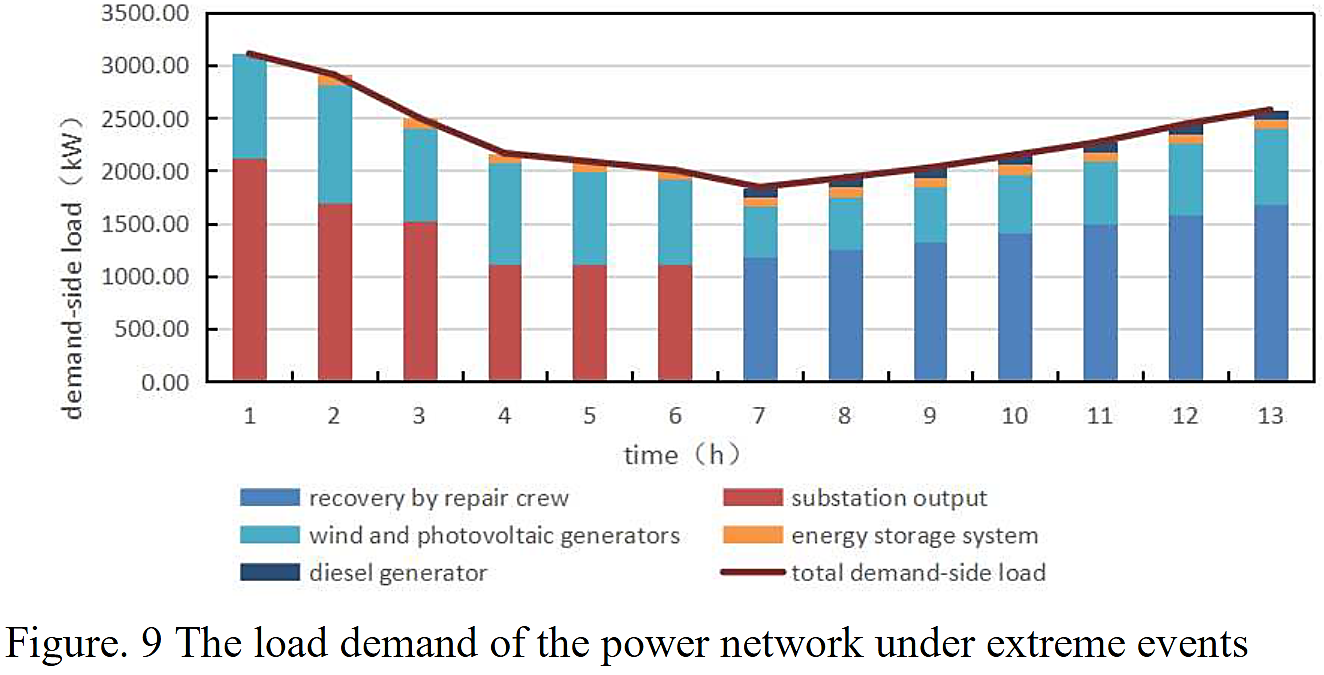 3500.00
3000.00
2500.00
2000.00
1500.00
1000.00
500.00
0.00
demand-side load（kW）
1 2 3 4 5 6 7 8 9 10 11 12 13
time（h）
recovery by repair crew
substation output
wind and photovoltaic generators
energy storage system
diesel generator
total demand-side load
Figure. 9 The load demand of the power network under extreme events